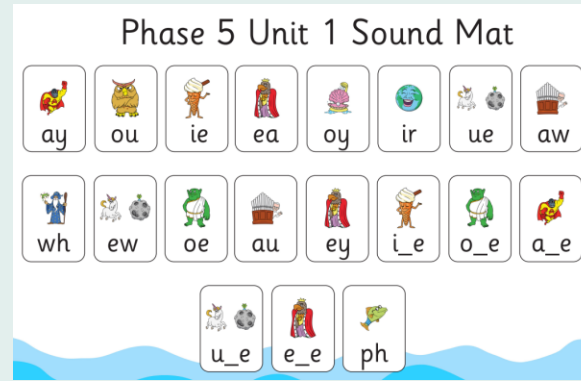 Phase 5 Unit 1 Sound Mat
ay ou ie ea oy ir ue aw
wh ew oe au ey i_e o_e a_e
u_e e_e ph